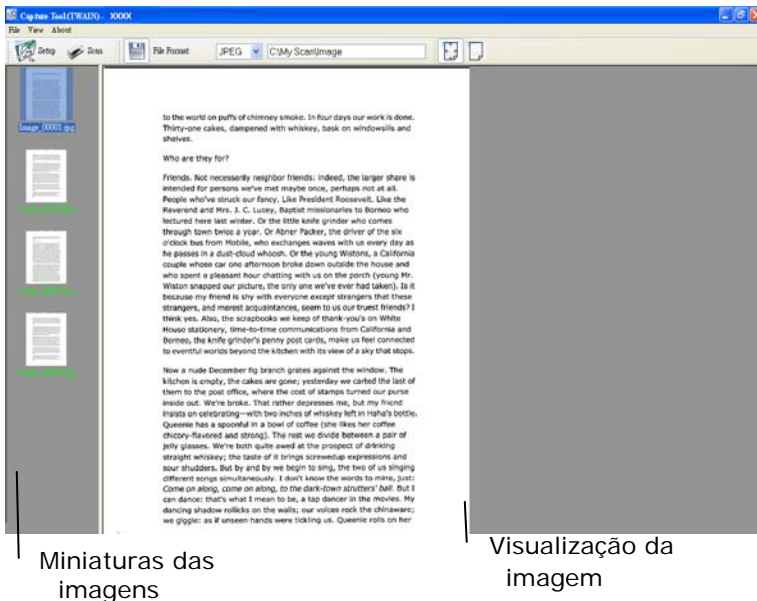 Capture Tool(TWAIN) - XXXX
File View About
Setup Scan File Format JPEG C:\My Scan\Image
Image_00001.jpg
to the world on puffs of chimney smoke. In four days our work is done.
Thirty-one cakes, dampened with whiskey, bask on windowsills and
shelves.
Who are they for?
Friends. Not necessarily neighbor friends: indeed, the larger share is
intended for persons we've met maybe once, perhaps not at all.
People who've struck our fancy. Like President Roosevelt. Like the
Reverend and Mrs. J. C. Lucey, Baptist missionaries to Borneo who
lectured here last winter. Or the little knife grinder who comes
through town twice a year. Or Abner Packer, the driver of the six
o'clock bus from Mobile, who exchanges waves with us every day as
he passes in a dust-cloud whoosh. Or the young Wistons, a California
couple whose car one afternoon broke down outside the house and
who spent a pleasant hour chatting with us on the porch (young Mr.
Wiston snapped our picture, the only one we've ever had taken). Is it
because my friend is shy with everyone except strangers that these
strangers, and merest acquaintances, seem to us our truest friends? I
think yes. Also, the scrapbooks we keep of thank-you's on White
House stationery, time-to-time communications from California and
Borneo, the knife grinder's penny post cards, make us feel connected
to eventful worlds beyond the kitchen with its view of a sky that stops.
Now a nude December fig branch grates against the window. The
kitchen is empty, the cakes are gone; yesterday we carted the last of
them to the post office, where the cost of stamps turned our purse
inside out. We're broke. That rather depresses me, but my friend
insists on celebrating—with two inches of whiskey left in Haha's bottle.
Queenie has a spoonful in a bowl of coffee (she likes her coffee
chicory-flavored and strong). The rest we divide between a pair of
jelly glasses. We're both quite awed at the prospect of drinking
straight whiskey; the taste of it brings screwedup expressions and
sour shudders. But by and by we begin to sing, the two of us singing
different songs simultaneously. I don't know the words to mine, just:
Come on along, come on along, to the dark-town strutters' ball. But I
can dance: that's what I mean to be, a tap dancer in the movies. My
dancing shadow rollicks on the walls; our voices rock the chinaware;
we giggle: as if unseen hands were tickling us. Queenie rolls on her
Miniaturas das
imagens
Visualização da
imagem